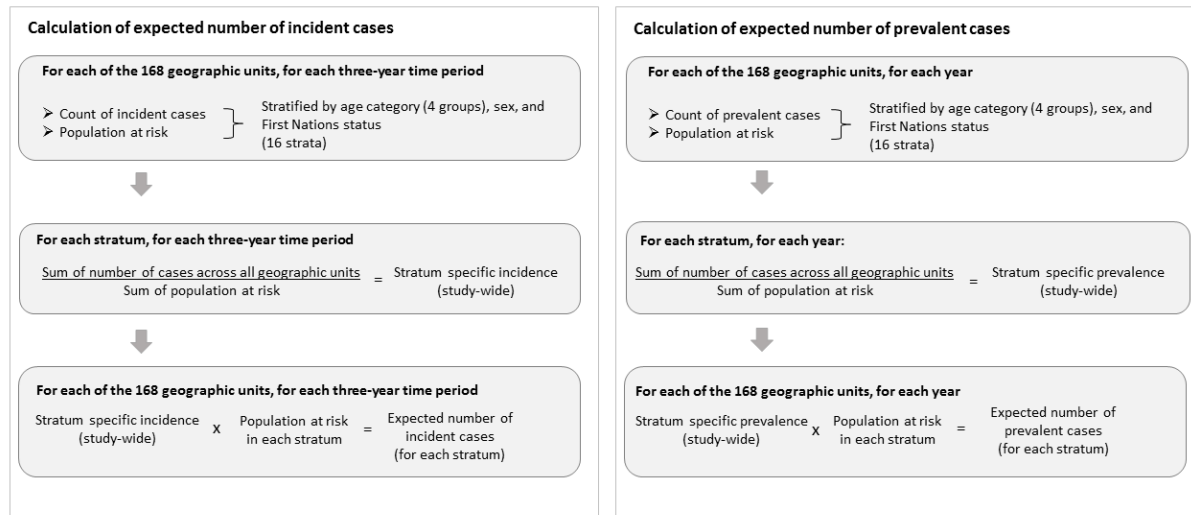 Calculation of expected number of incident cases
For each of the 168 geographic units, for each three-year time period
➢ Count of incident cases
➢ Population at risk
Stratified by age category (4 groups), sex, and
First Nations status
(16 strata)
For each stratum, for each three-year time period
Sum of number of cases across all geographic units
Sum of population at risk
=
Stratum specific incidence
(study-wide)
For each of the 168 geographic units, for each three-year time period
Stratum specific incidence
(study-wide)
x
Population at risk
in each stratum
=
Expected number of
incident cases
(for each stratum)
Calculation of expected number of prevalent cases
For each of the 168 geographic units, for each year
➢ Count of prevalent cases
➢ Population at risk
Stratified by age category (4 groups), sex, and
First Nations status
(16 strata)
For each stratum, for each year:
Sum of number of cases across all geographic units
Sum of population at risk
=
Stratum specific prevalence
(study-wide)
For each of the 168 geographic units, for each year
Stratum specific prevalence
(study-wide)
x
Population at risk
in each stratum
=
Expected number of
prevalent cases
(for each stratum)